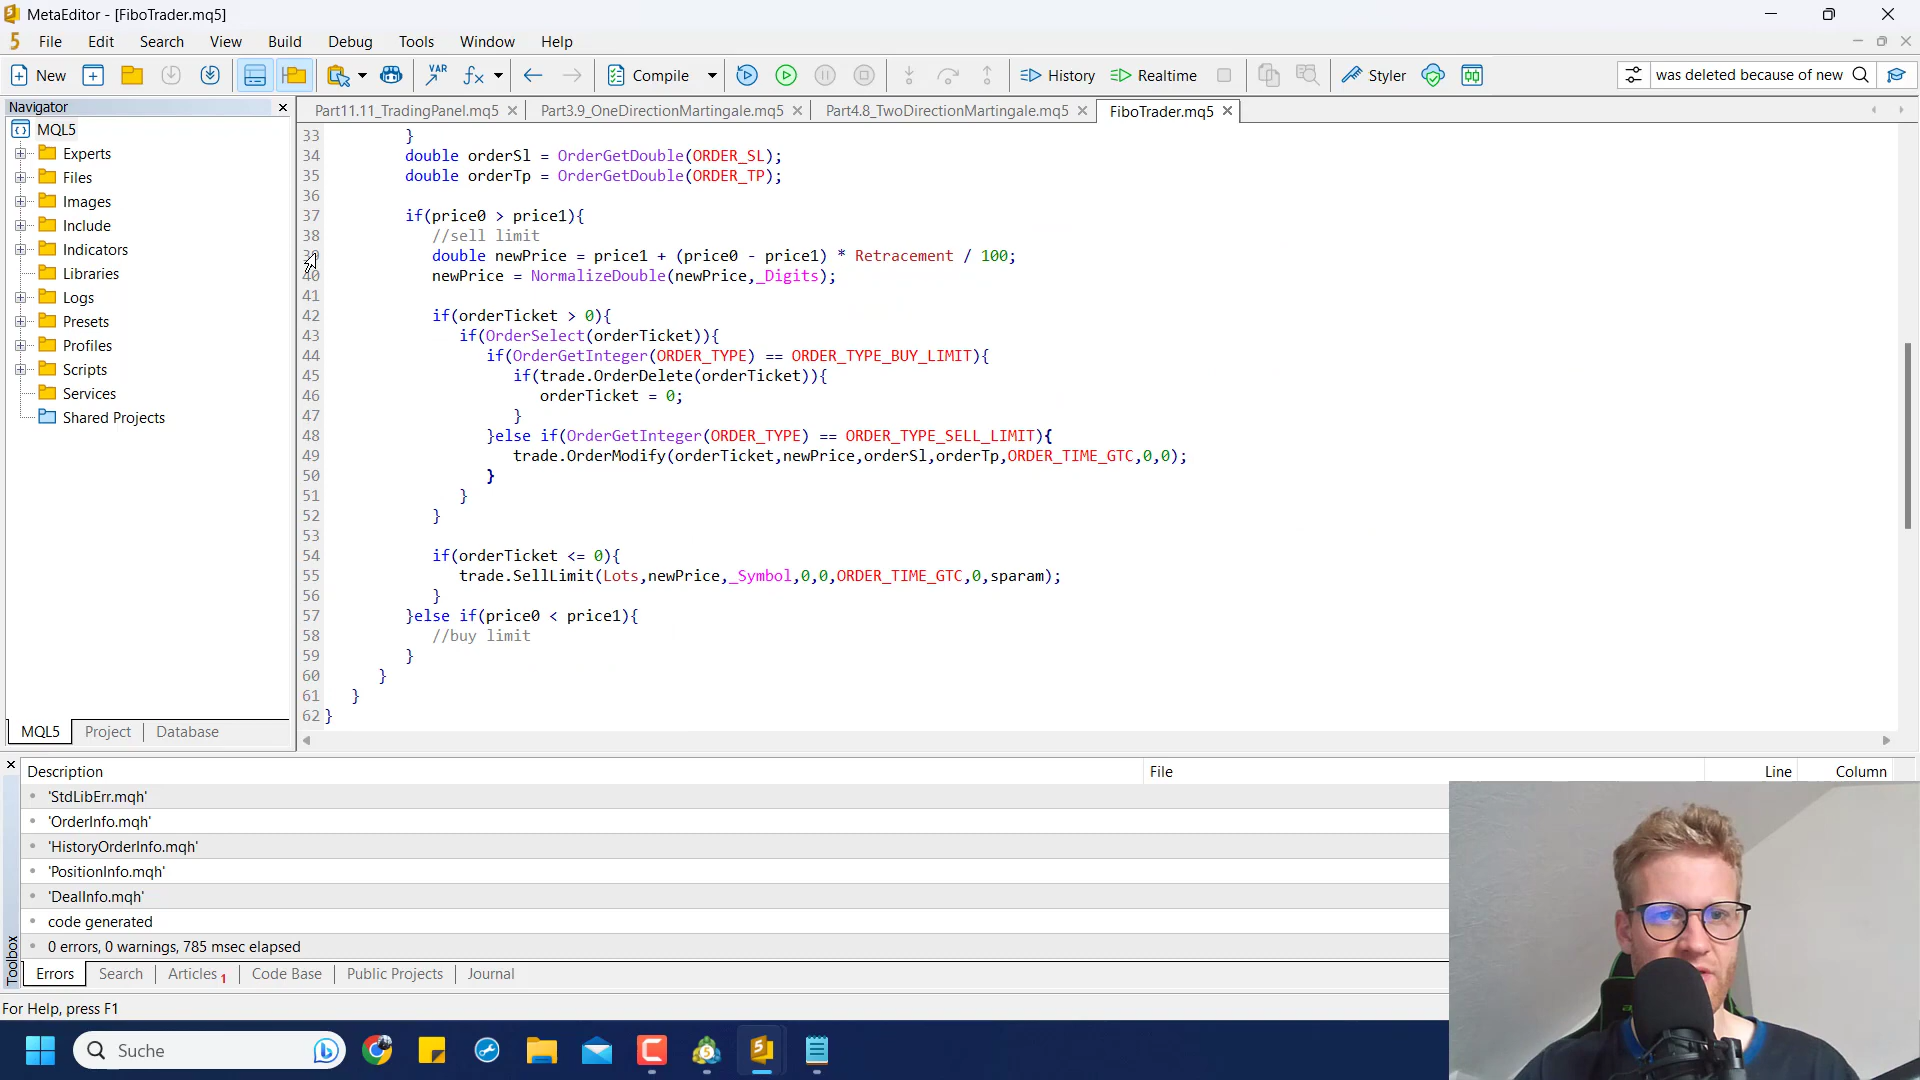 MetaEditor - [FiboTrader.mq5]
5 File Edit Search View Build Debug Tools Window Help
New VAR fx Compile History Realtime Styler was deleted because of new
Navigator
Part11.11_TradingPanel.mq5 Part3.9_OneDirectionMartingale.mq5 Part4.8_TwoDirectionMartingale.mq5 FiboTrader.mq5
MQL5
Experts
Files
Images
Include
Indicators
Libraries
Logs
Presets
Profiles
Scripts
Services
Shared Projects
MQL5 Project Database
33 }
34 double orderSl = OrderGetDouble(ORDER_SL);
35 double orderTp = OrderGetDouble(ORDER_TP);
36
37 if(price0 > price1){
38 //sell limit
39 double newPrice = price1 + (price0 - price1) * Retracement / 100;
40 newPrice = NormalizeDouble(newPrice,_Digits);
41
42 if(orderTicket > 0){
43 if(OrderSelect(orderTicket)){
44 if(OrderGetInteger(ORDER_TYPE) == ORDER_TYPE_BUY_LIMIT){
45 if(trade.OrderDelete(orderTicket)){
46 orderTicket = 0;
47 }
48 }else if(OrderGetInteger(ORDER_TYPE) == ORDER_TYPE_SELL_LIMIT){
49 trade.OrderModify(orderTicket,newPrice,orderSl,orderTp,ORDER_TIME_GTC,0,0);
50 }
51 }
52 }
53
54 if(orderTicket <= 0){
55 trade.SellLimit(Lots,newPrice,_Symbol,0,0,ORDER_TIME_GTC,0,sparam);
56 }
57 }else if(price0 < price1){
58 //buy limit
59 }
60 }
61 }
62 }
Description File Line Column
'StdLibErr.mqh'
'OrderInfo.mqh'
'HistoryOrderInfo.mqh'
'PositionInfo.mqh'
'DealInfo.mqh'
code generated
0 errors, 0 warnings, 785 msec elapsed
Toolbox
Errors Search Articles 1 Code Base Public Projects Journal
For Help, press F1
Suche